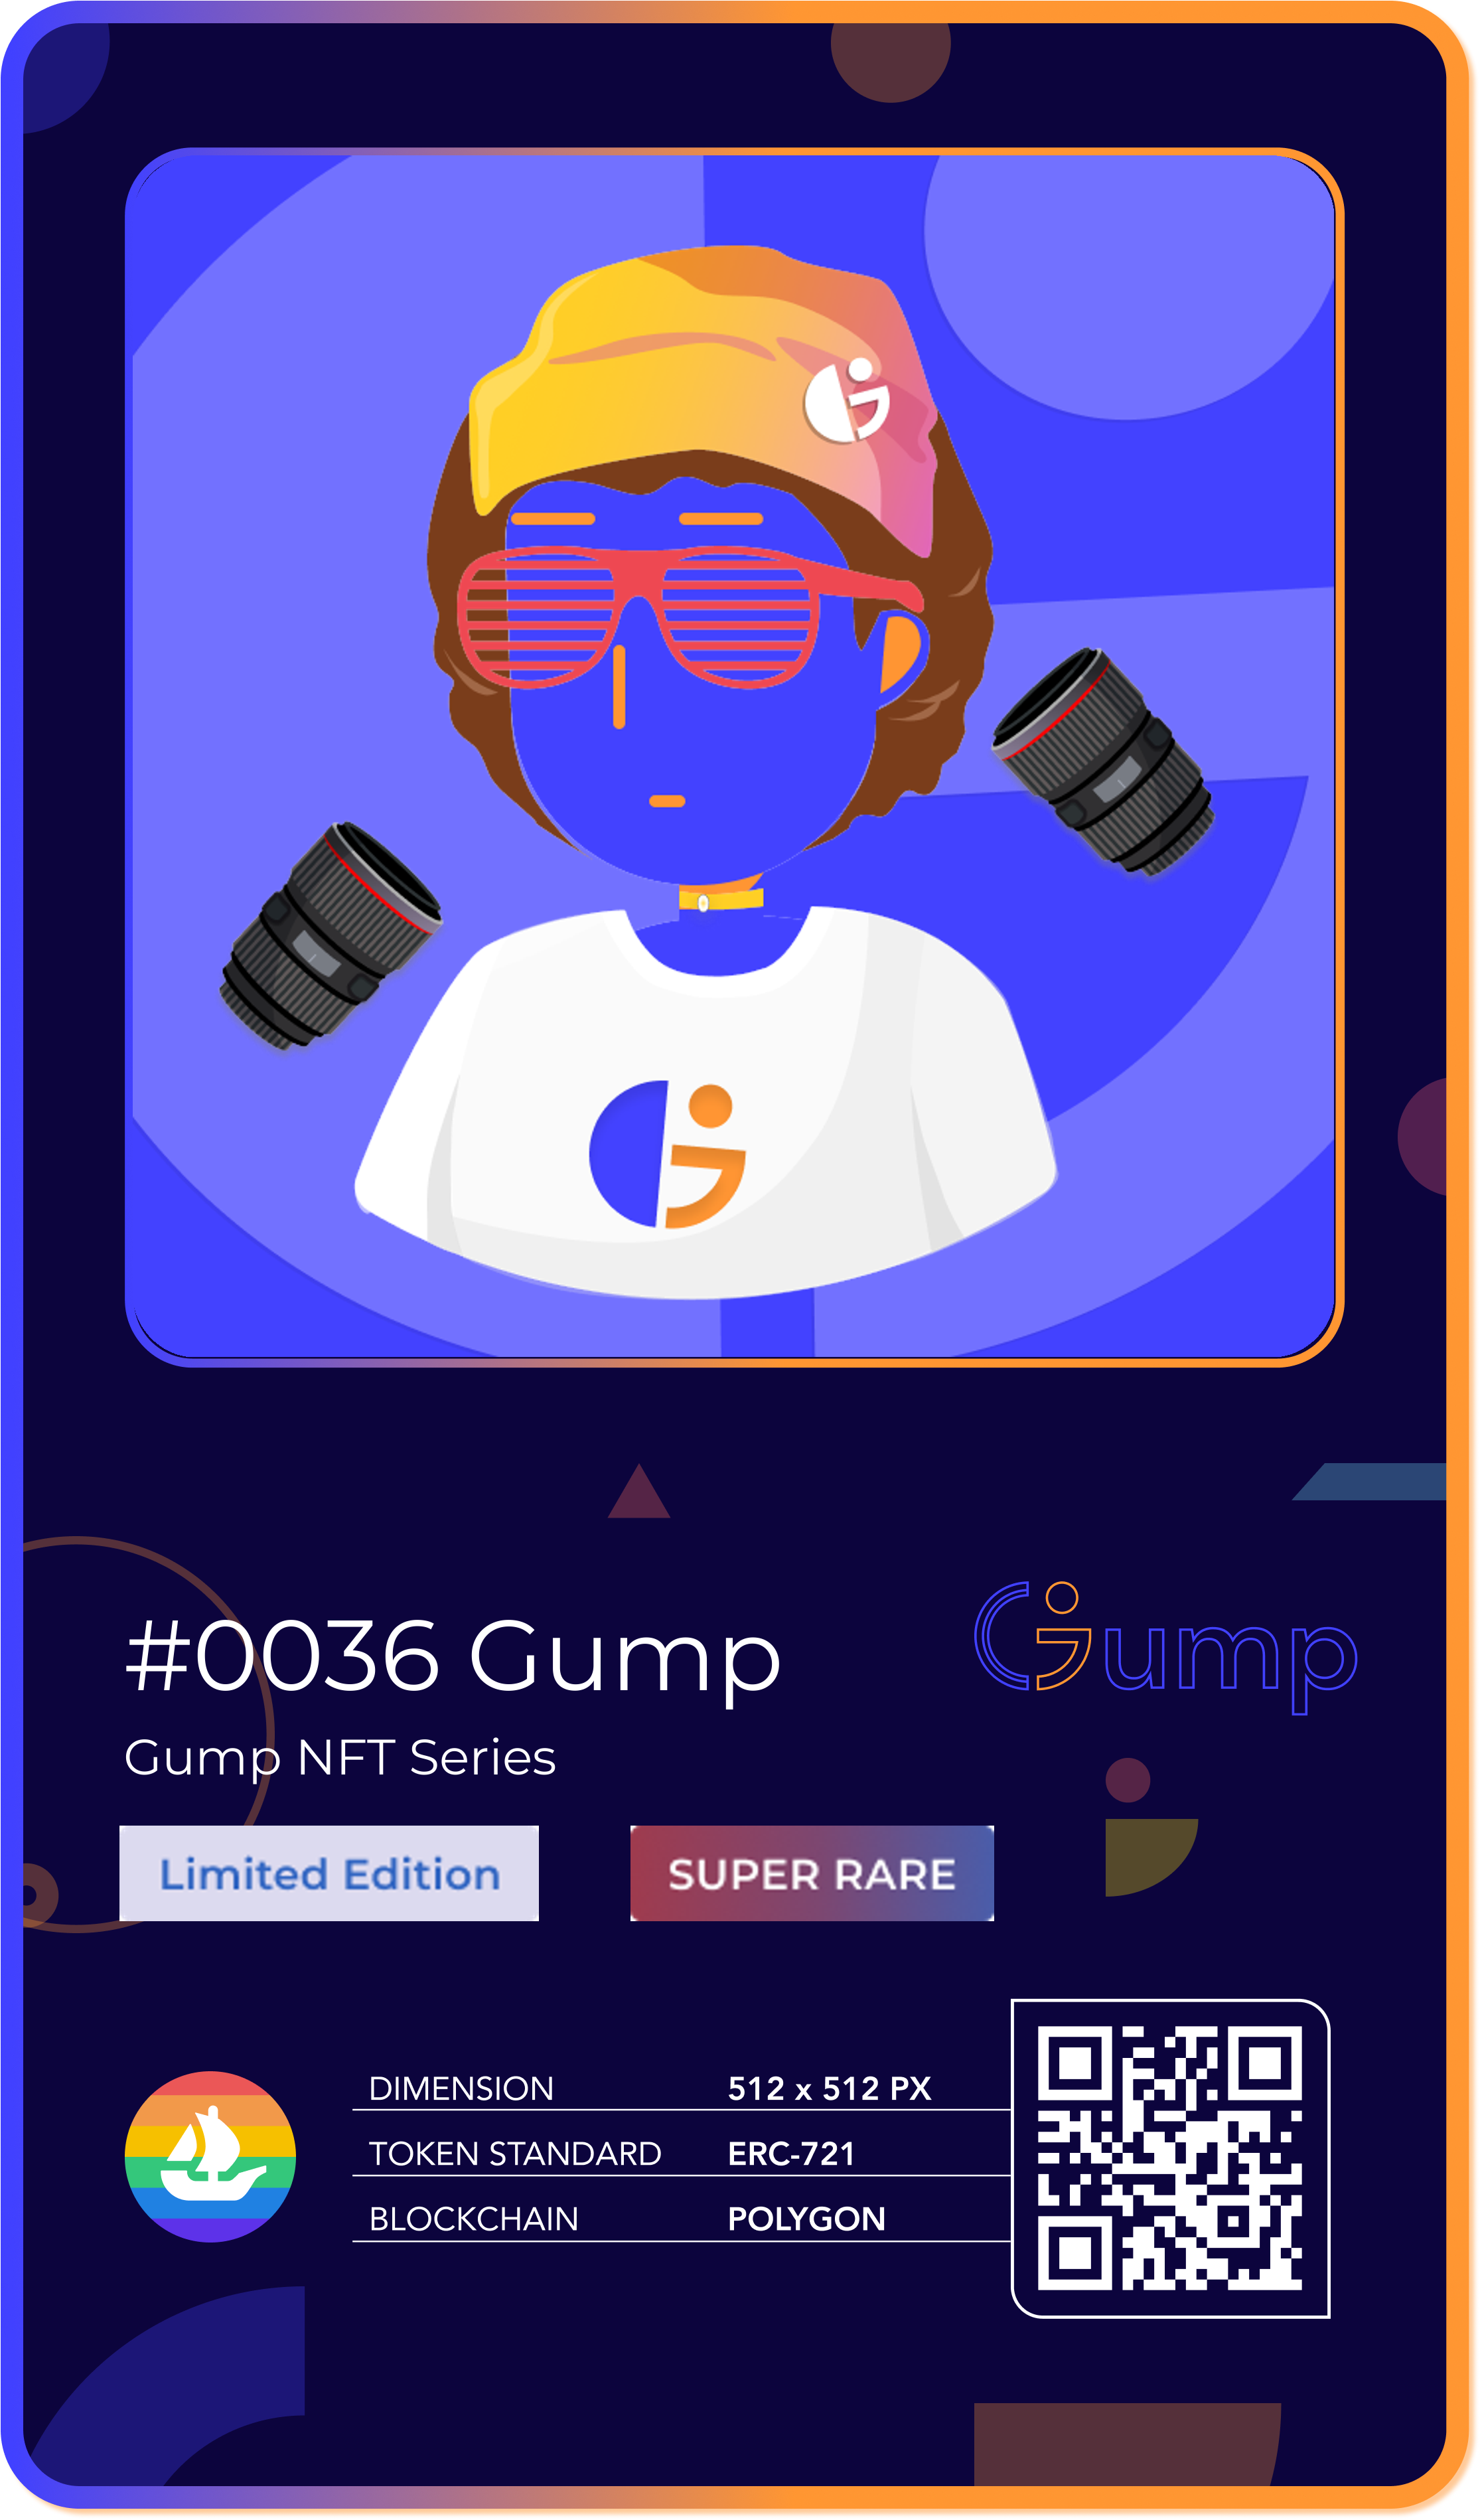 #0036 Gump
Gump
Gump NFT Series
Limited Edition
SUPER RARE
DIMENSION 512 x 512 PX
TOKEN STANDARD ERC-721
BLOCKCHAIN POLYGON